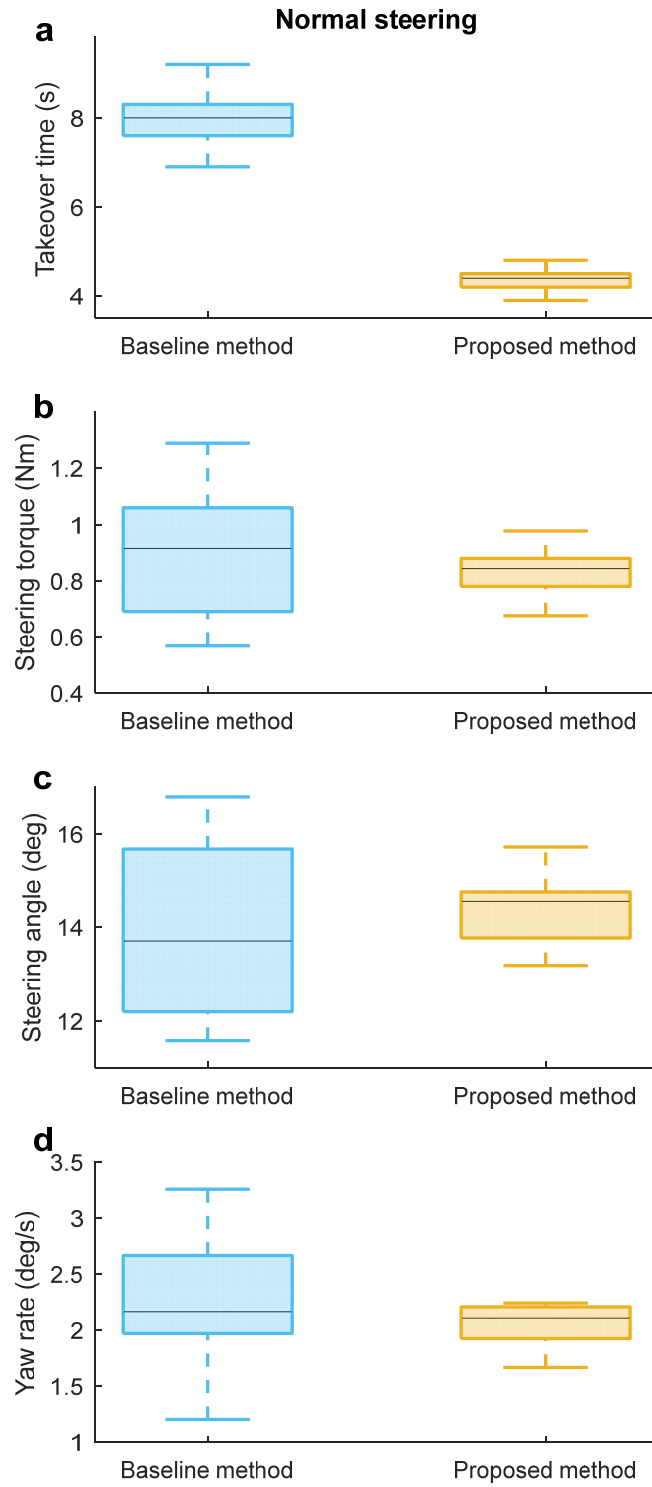 a
Normal steering
Takeover time (s)
8
6
4
Baseline method
Proposed method
b
Steering torque (Nm)
1.2
1
0.8
0.6
0.4
Baseline method
Proposed method
c
Steering angle (deg)
16
14
12
Baseline method
Proposed method
d
Yaw rate (deg/s)
3.5
3
2.5
2
1.5
1
Baseline method
Proposed method